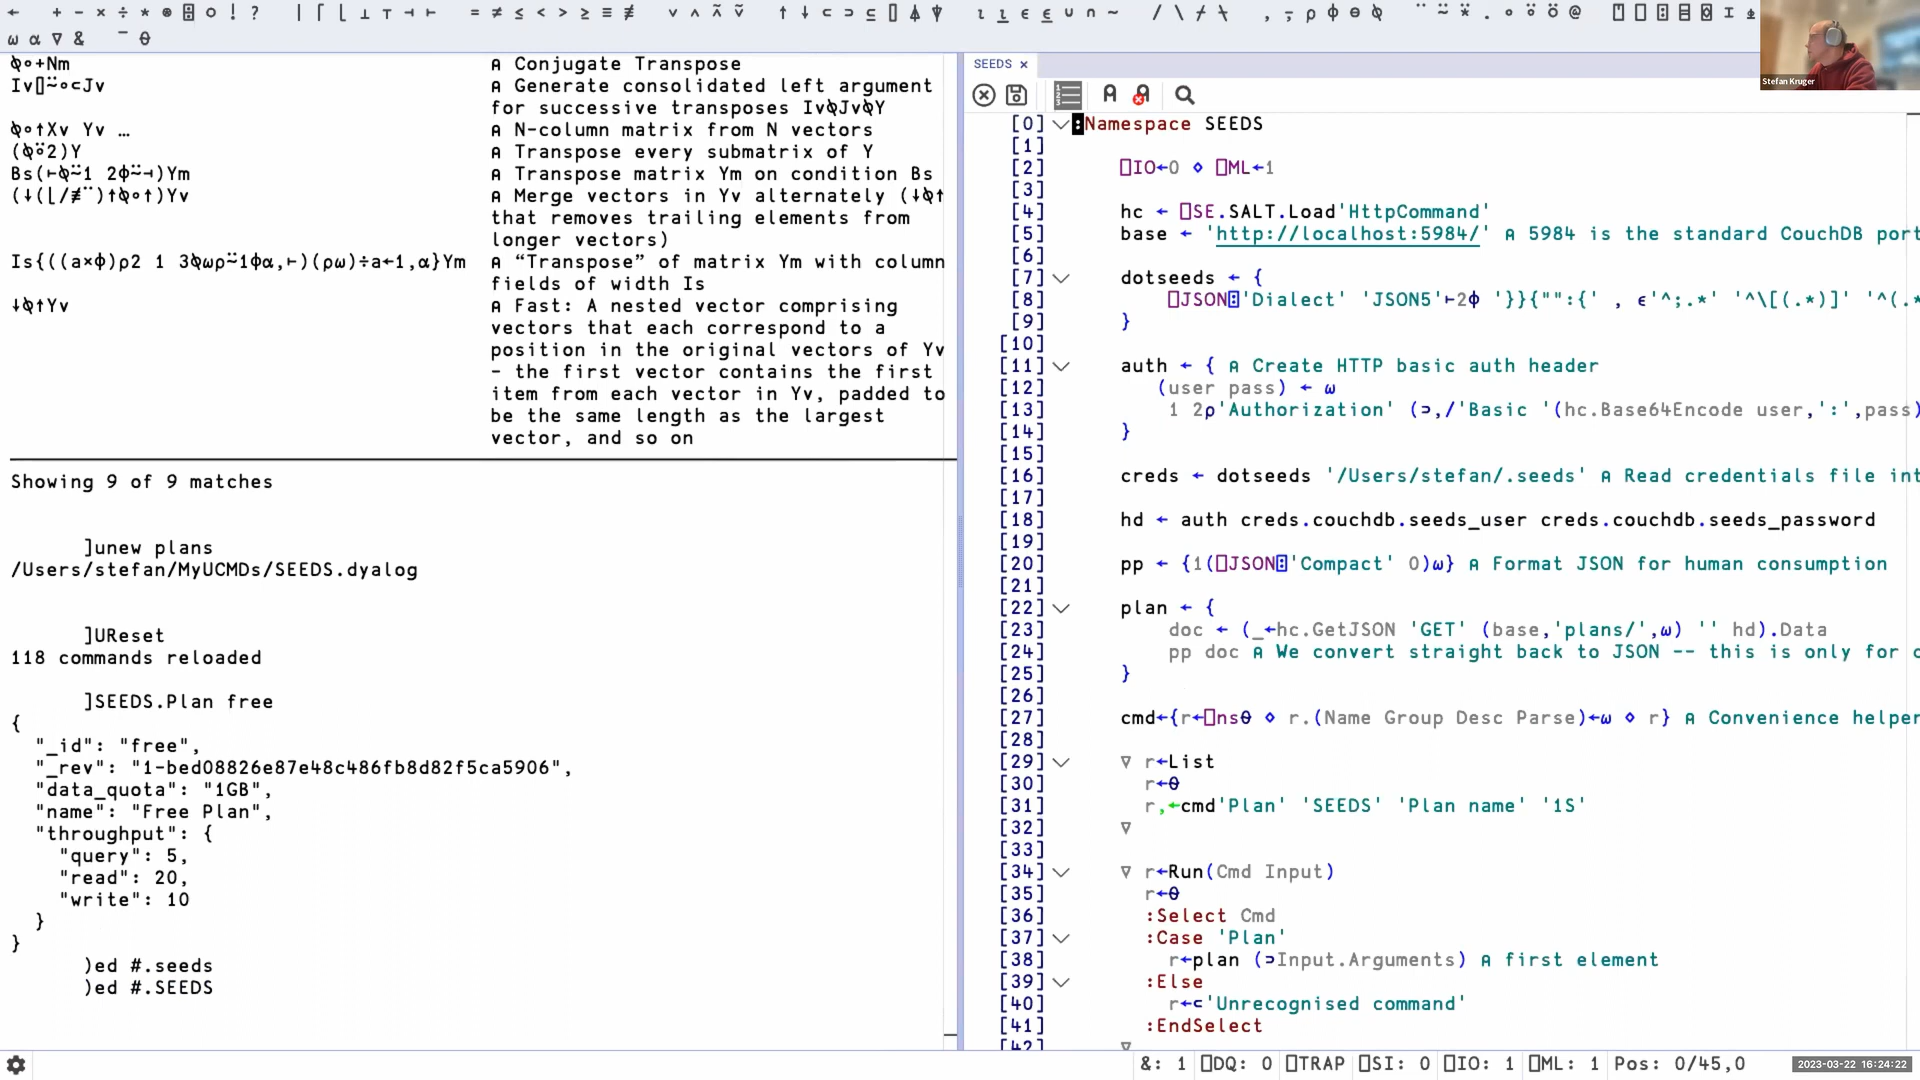 ← + - × ÷ * ⍟ ⌹ ○ ! ? | ⌈ ⌊ ⊥ ⊤ ⊣ ⊢ = ≠ ≤ < > ≥ ≡ ≢ ∨ ∧ ⍲ ⍱ ↑ ↓ ⊂ ⊃ ⊆ ⌷ ⍋ ⍒ ⍳ ⍸ ∊ ⍷ ∪ ∩ ~ / \ ⌿ ⍀ , ⍪ ⍴ ⌽ ⊖ ⍉ ¨ ⍨ ⍣ . ∘ ⍤ ⍥ @ ⍞ ⎕ ⍠ ⌸ ⌺ ⌶ ⍎
⍵ ⍺ ∇ & ¯ ⍬
Stefan Kruger
⍉∘+Nm ⍝ Conjugate Transpose
Iv⌷⍨∘⊂Jv ⍝ Generate consolidated left argument
for successive transposes Iv⍉Jv⍉Y
⍉∘↑Xv Yv … ⍝ N-column matrix from N vectors
(⍉⍤2)Y ⍝ Transpose every submatrix of Y
Bs(⊢⍉⍨1 2⌽⍨⊣)Ym ⍝ Transpose matrix Ym on condition Bs
(↓(⌊/≢¨)↑⍉∘↑)Yv ⍝ Merge vectors in Yv alternately (↓⍉↑
that removes trailing elements from
longer vectors)
Is{((a×⌽)⍴2 1 3⍉⍵⍴⍨1⌽⍺,⊢)(⍴⍵)÷a←1,⍺}Ym ⍝ “Transpose” of matrix Ym with column
fields of width Is
↓⍉↑Yv ⍝ Fast: A nested vector comprising
vectors that each correspond to a
position in the original vectors of Yv
- the first vector contains the first
item from each vector in Yv, padded to
be the same length as the largest
vector, and so on
Showing 9 of 9 matches
]unew plans
/Users/stefan/MyUCMDs/SEEDS.dyalog
]UReset
118 commands reloaded
]SEEDS.Plan free
{
"_id": "free",
"_rev": "1-bed08826e87e48c486fb8d82f5ca5906",
"data_quota": "1GB",
"name": "Free Plan",
"throughput": {
"query": 5,
"read": 20,
"write": 10
}
}
)ed #.seeds
)ed #.SEEDS
SEEDS ×
[0] :Namespace SEEDS
[1]
[2] ⎕IO←0 ⋄ ⎕ML←1
[3]
[4] hc ← ⎕SE.SALT.Load'HttpCommand'
[5] base ← 'http://localhost:5984/' ⍝ 5984 is the standard CouchDB port
[6]
[7] dotseeds ← {
[8] ⎕JSON⍠'Dialect' 'JSON5'⊢2⌽ '}}{"":{' , ∊'^;.*' '^\[(.*)]' '^(.*
[9] }
[10]
[11] auth ← { ⍝ Create HTTP basic auth header
[12] (user pass) ← ⍵
[13] 1 2⍴'Authorization' (⊃,/'Basic '(hc.Base64Encode user,':',pass)
[14] }
[15]
[16] creds ← dotseeds '/Users/stefan/.seeds' ⍝ Read credentials file int
[17]
[18] hd ← auth creds.couchdb.seeds_user creds.couchdb.seeds_password
[19]
[20] pp ← {1(⎕JSON⍠'Compact' 0)⍵} ⍝ Format JSON for human consumption
[21]
[22] plan ← {
[23] doc ← (_←hc.GetJSON 'GET' (base,'plans/',⍵) '' hd).Data
[24] pp doc ⍝ We convert straight back to JSON -- this is only for
[25] }
[26]
[27] cmd←{r←⎕ns⍬ ⋄ r.(Name Group Desc Parse)←⍵ ⋄ r} ⍝ Convenience helper
[28]
[29] ∇ r←List
[30] r←⍬
[31] r,←cmd'Plan' 'SEEDS' 'Plan name' '1S'
[32] ∇
[33]
[34] ∇ r←Run(Cmd Input)
[35] r←⍬
[36] :Select Cmd
[37] :Case 'Plan'
[38] r←plan (⊃Input.Arguments) ⍝ first element
[39] :Else
[40] r←⊂'Unrecognised command'
[41] :EndSelect
[42] ∇
&: 1 ⎕DQ: 0 ⎕TRAP ⎕SI: 0 ⎕IO: 1 ⎕ML: 1 Pos: 0/45,0
2023-03-22 16:24:22